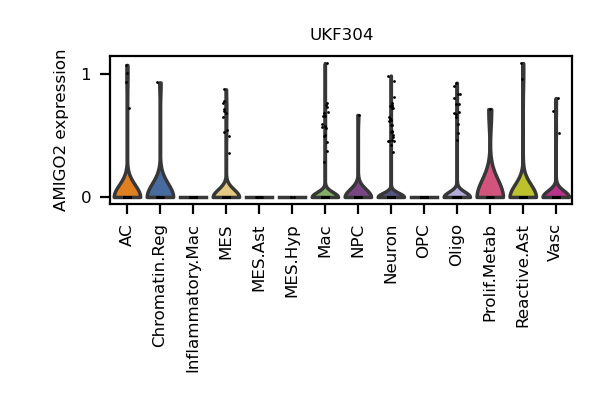 UKF304
AMIGO2 expression
1
0
AC
Chromatin.Reg
Inflammatory.Mac
MES
MES.Ast
MES.Hyp
Mac
NPC
Neuron
OPC
Oligo
Prolif.Metab
Reactive.Ast
Vasc